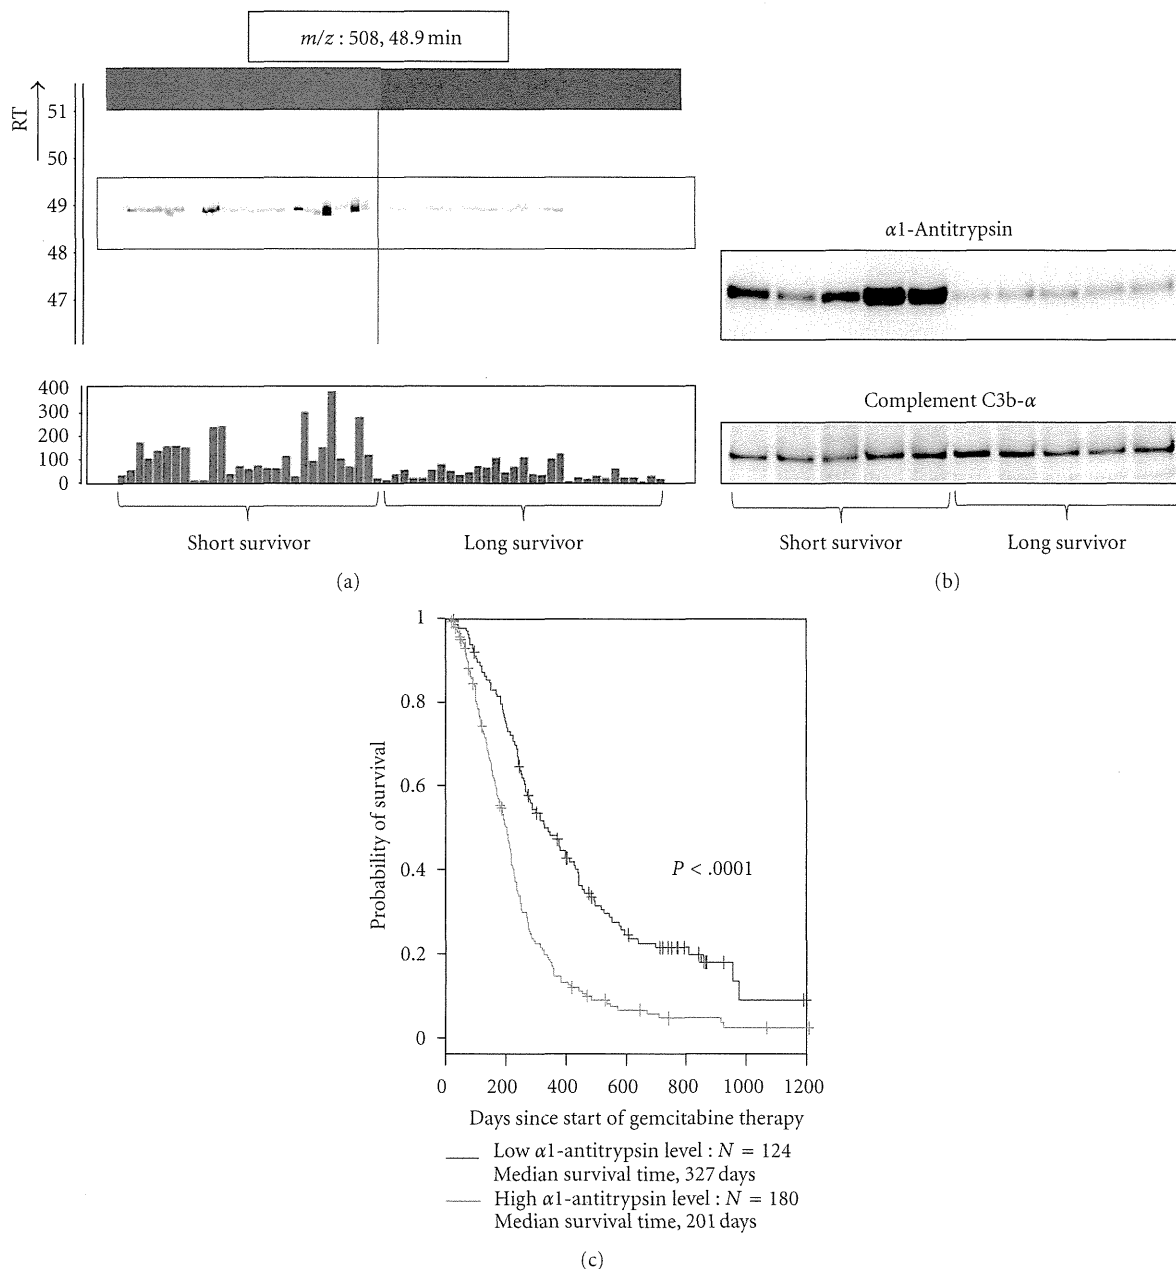 m/z : 508, 48.9 min
RT
51
50
49
48
47
400
300
200
100
0
Short survivor
Long survivor
(a)
α1-Antitrypsin
Complement C3b-α
Short survivor
Long survivor
(b)
1
0.8
0.6
0.4
0.2
0
Probability of survival
P < .0001
0 200 400 600 800 1000 1200
Days since start of gemcitabine therapy
Low α1-antitrypsin level : N = 124
Median survival time, 327 days
High α1-antitrypsin level : N = 180
Median survival time, 201 days
(c)